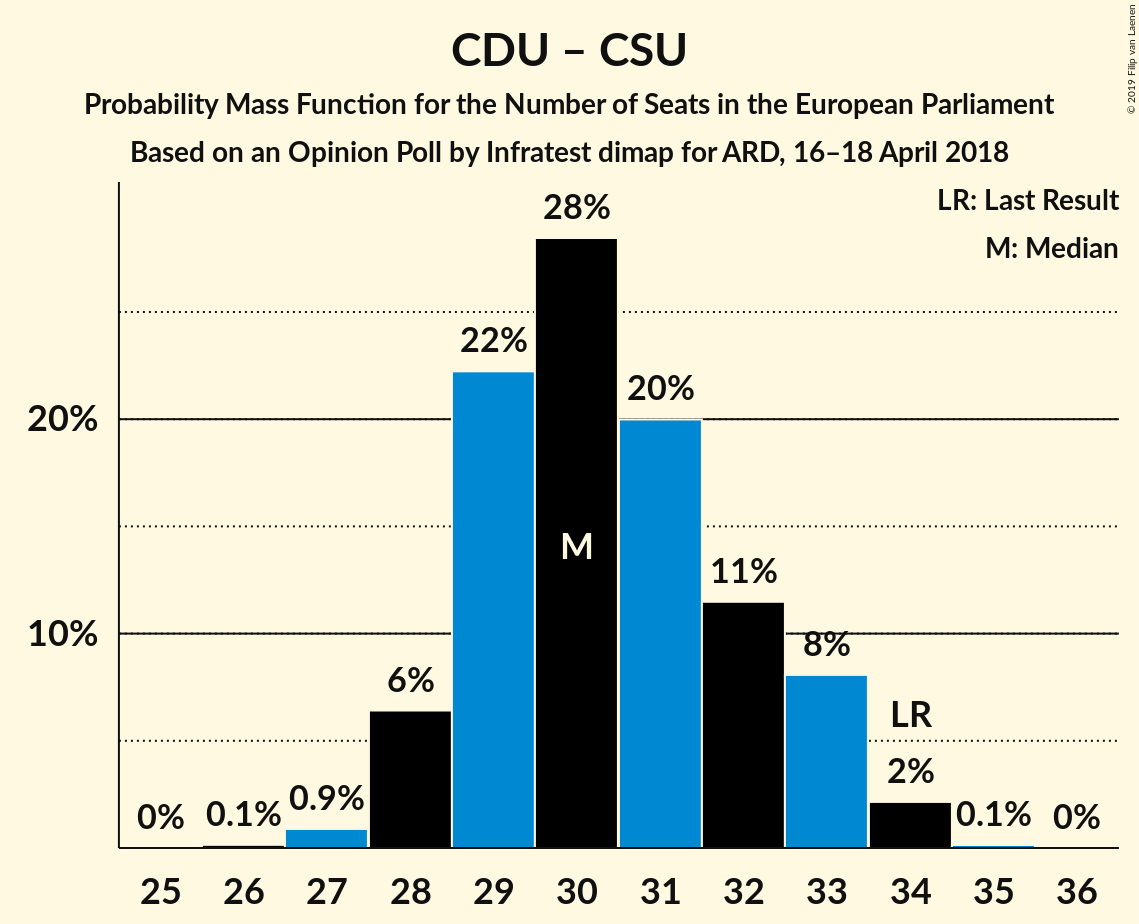 CDU – CSU
Probability Mass Function for the Number of Seats in the European Parliament
Based on an Opinion Poll by Infratest dimap for ARD, 16–18 April 2018
© 2019 Filip van Laenen
LR: Last Result
M: Median
28%
22%
20%
20%
M
11%
10%
8%
6%
LR
2%
0.9%
0% 0.1% 0.1% 0%
25 26 27 28 29 30 31 32 33 34 35 36